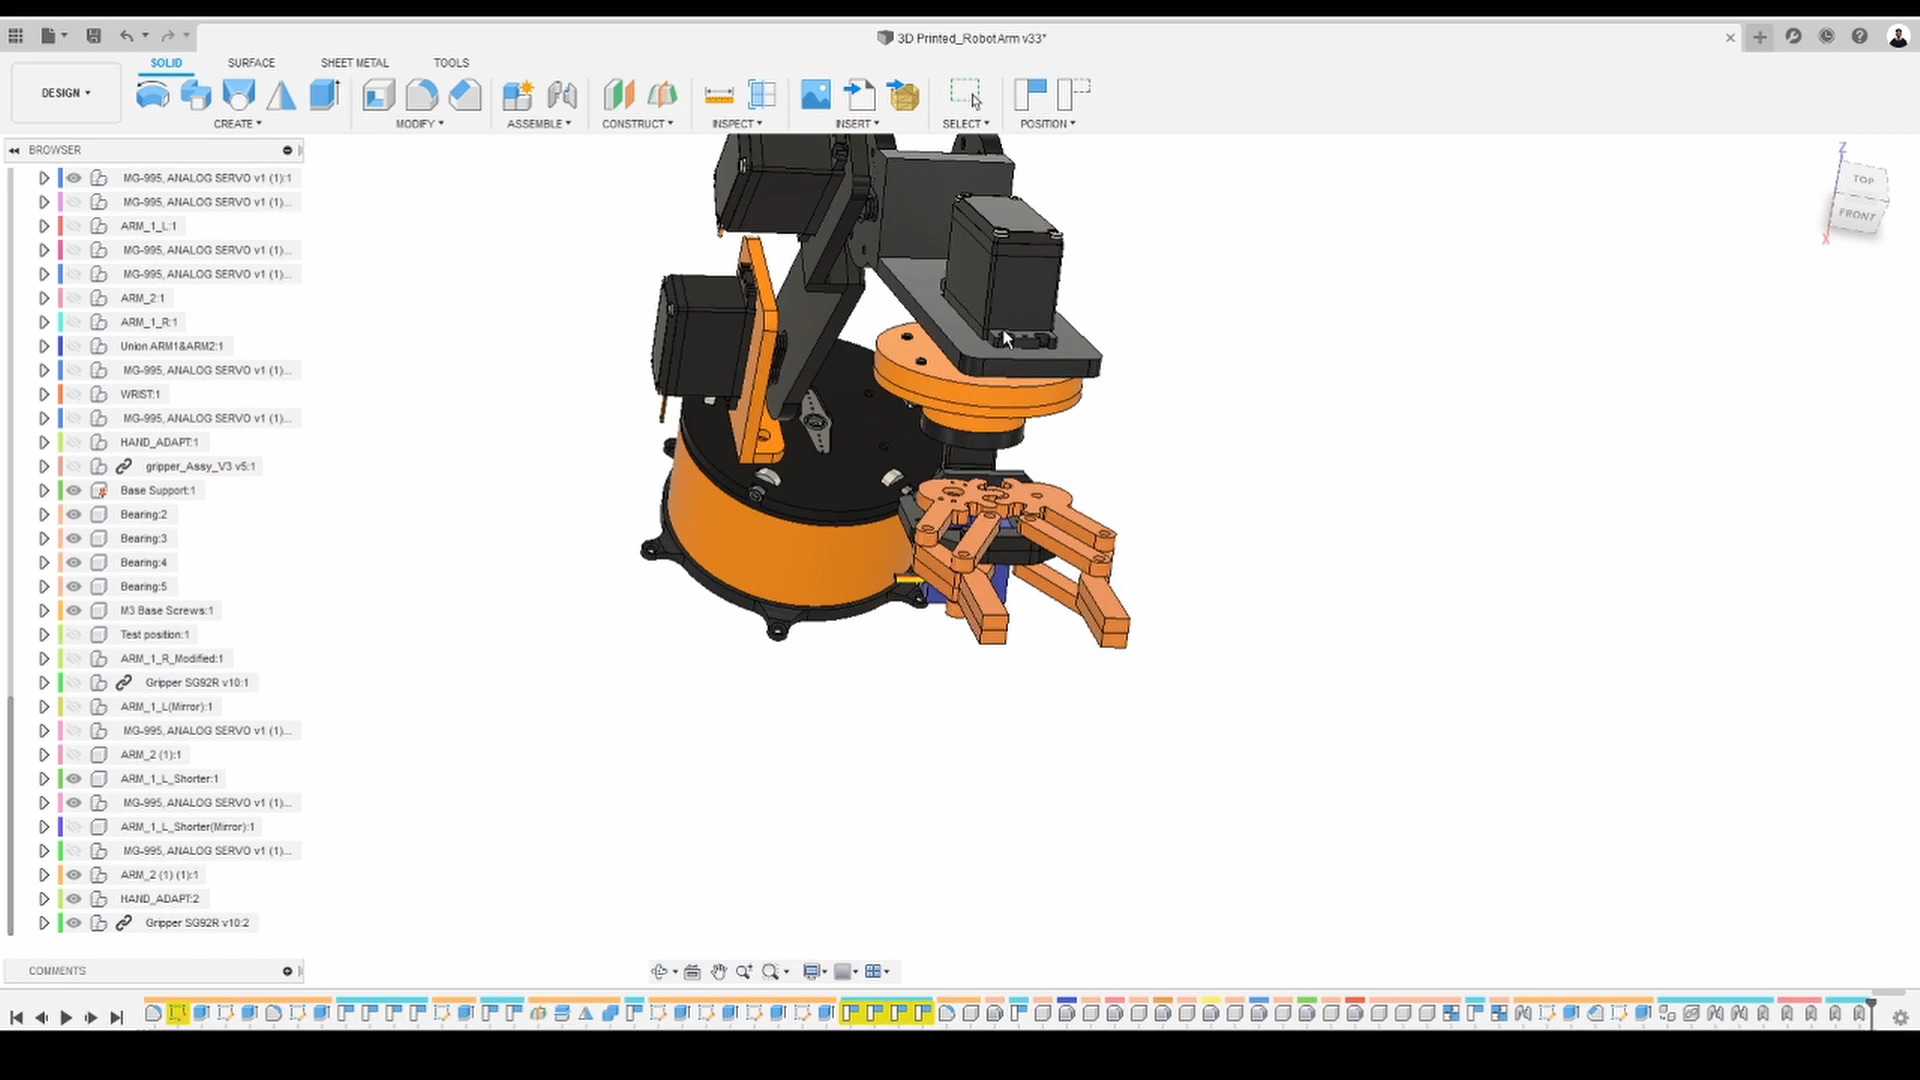 3D Printed_RobotArm v33*
SOLID
SURFACE
SHEET METAL
TOOLS
DESIGN
CREATE
MODIFY
ASSEMBLE
CONSTRUCT
INSPECT
INSERT
SELECT
POSITION
BROWSER
MG-995, ANALOG SERVO v1 (1):1
MG-995, ANALOG SERVO v1 (1)...
ARM_1_L:1
MG-995, ANALOG SERVO v1 (1)...
MG-995, ANALOG SERVO v1 (1)...
ARM_2:1
ARM_1_R:1
Union ARM1&ARM2:1
MG-995, ANALOG SERVO v1 (1)...
WRIST:1
MG-995, ANALOG SERVO v1 (1)...
HAND_ADAPT:1
gripper_Assy_V3 v5:1
Base Support:1
Bearing:2
Bearing:3
Bearing:4
Bearing:5
M3 Base Screws:1
Test position:1
ARM_1_R_Modified:1
Gripper SG92R v10:1
ARM_1_L(Mirror):1
MG-995, ANALOG SERVO v1 (1)...
ARM_2 (1):1
ARM_1_L_Shorter:1
MG-995, ANALOG SERVO v1 (1)...
ARM_1_L_Shorter(Mirror):1
MG-995, ANALOG SERVO v1 (1)...
ARM_2 (1) (1):1
HAND_ADAPT:2
Gripper SG92R v10:2
COMMENTS
Z
TOP
FRONT
X